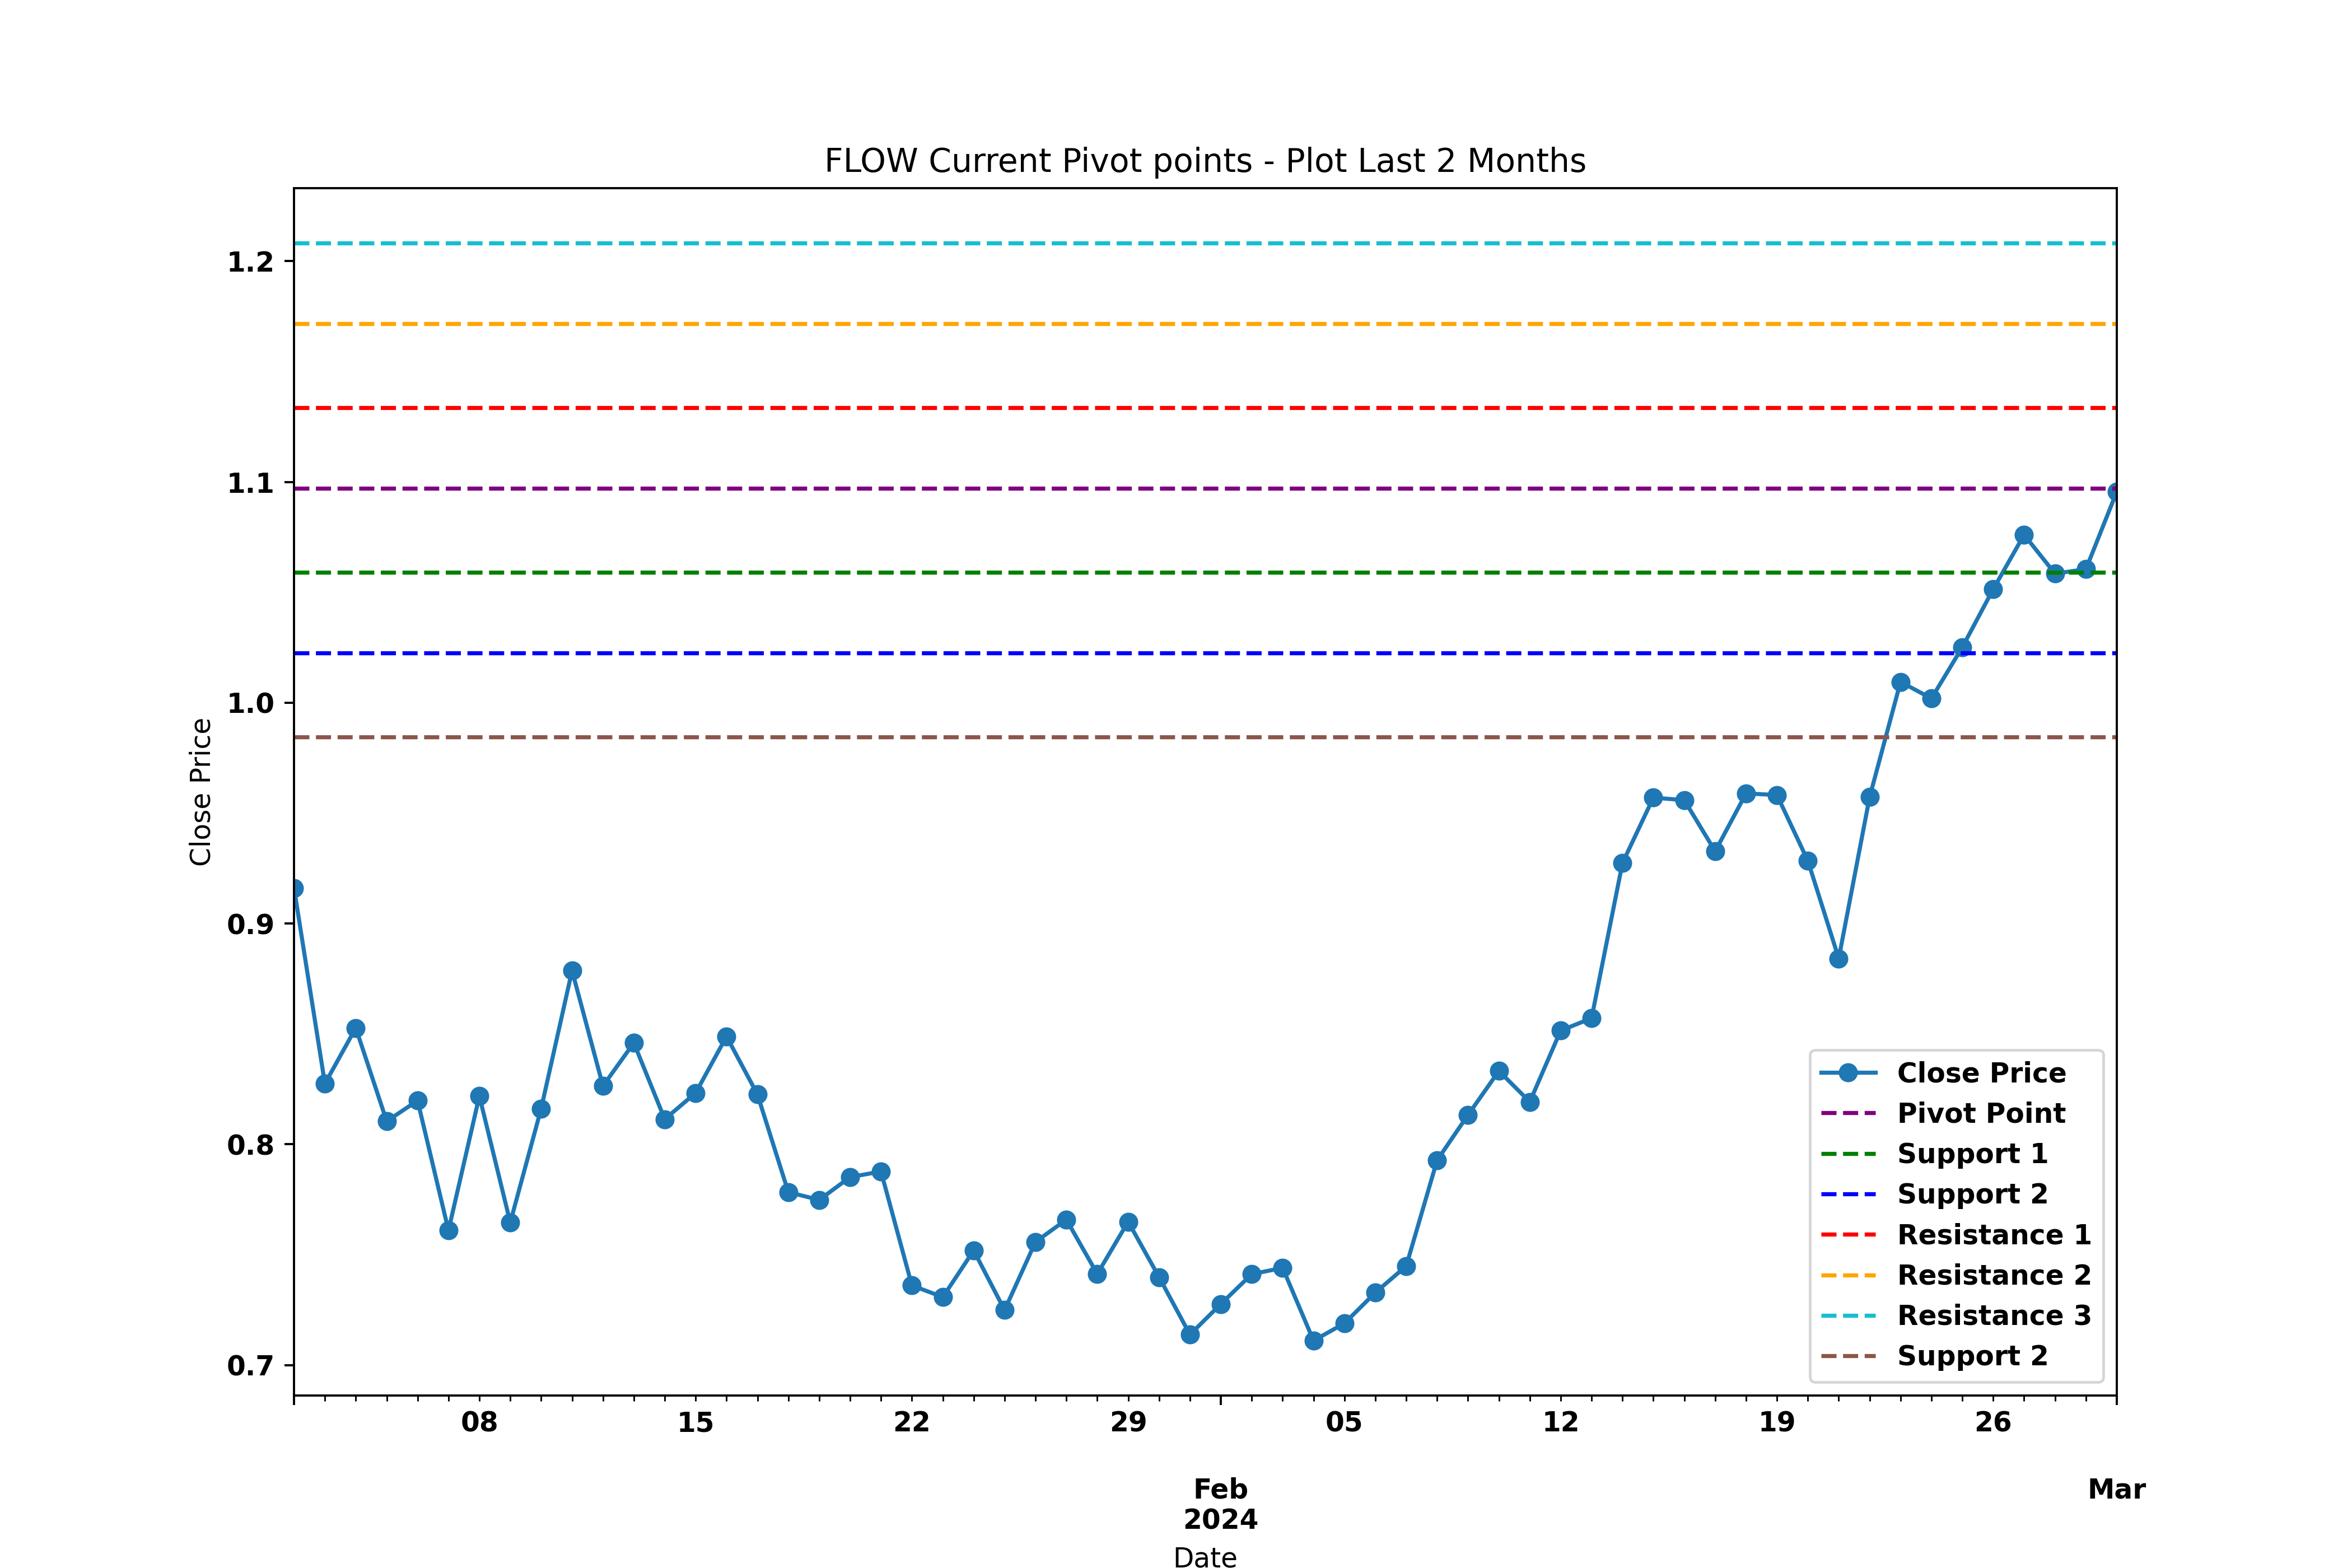 FLOW Current Pivot points - Plot Last 2 Months
1.2
1.1
1.0
0.9
0.8
0.7
Close Price
Close Price
Pivot Point
Support 1
Support 2
Resistance 1
Resistance 2
Resistance 3
Support 2
08 15 22 29 05 12 19 26
Feb Mar
2024
Date